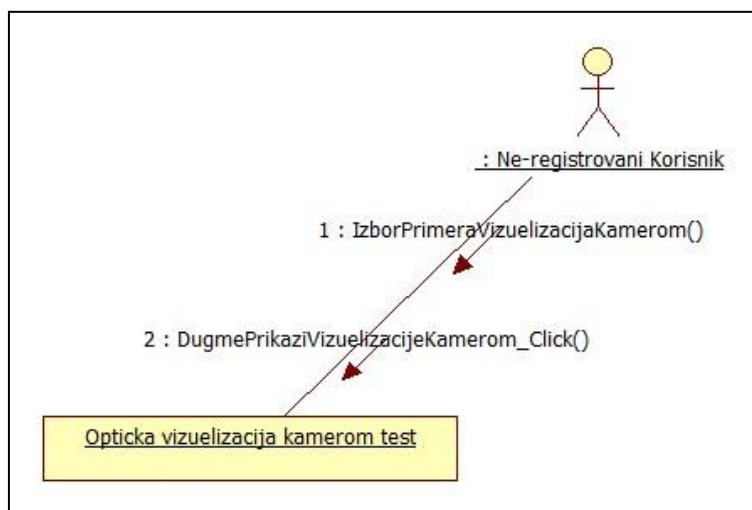 : Ne-registrovani Korisnik
1 : IzborPrimeraVizuelizacijaKamerom()
2 : DugmePrikaziVizuelizacijeKamerom_Click()
Opticka vizuelizacija kamerom test